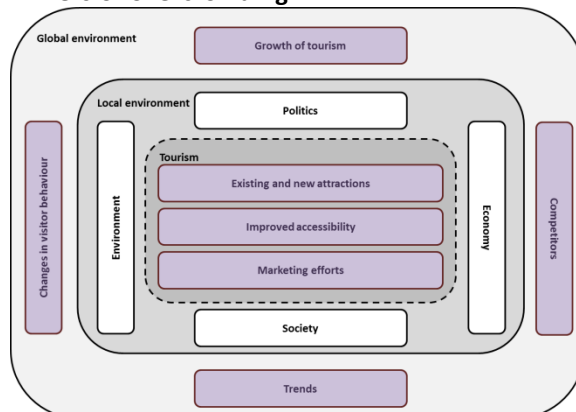 Global environment
Growth of tourism
Local environment
Politics
Tourism
Existing and new attractions
Improved accessibility
Marketing efforts
Changes in visitor behaviour
Environment
Economy
Competitors
Society
Trends